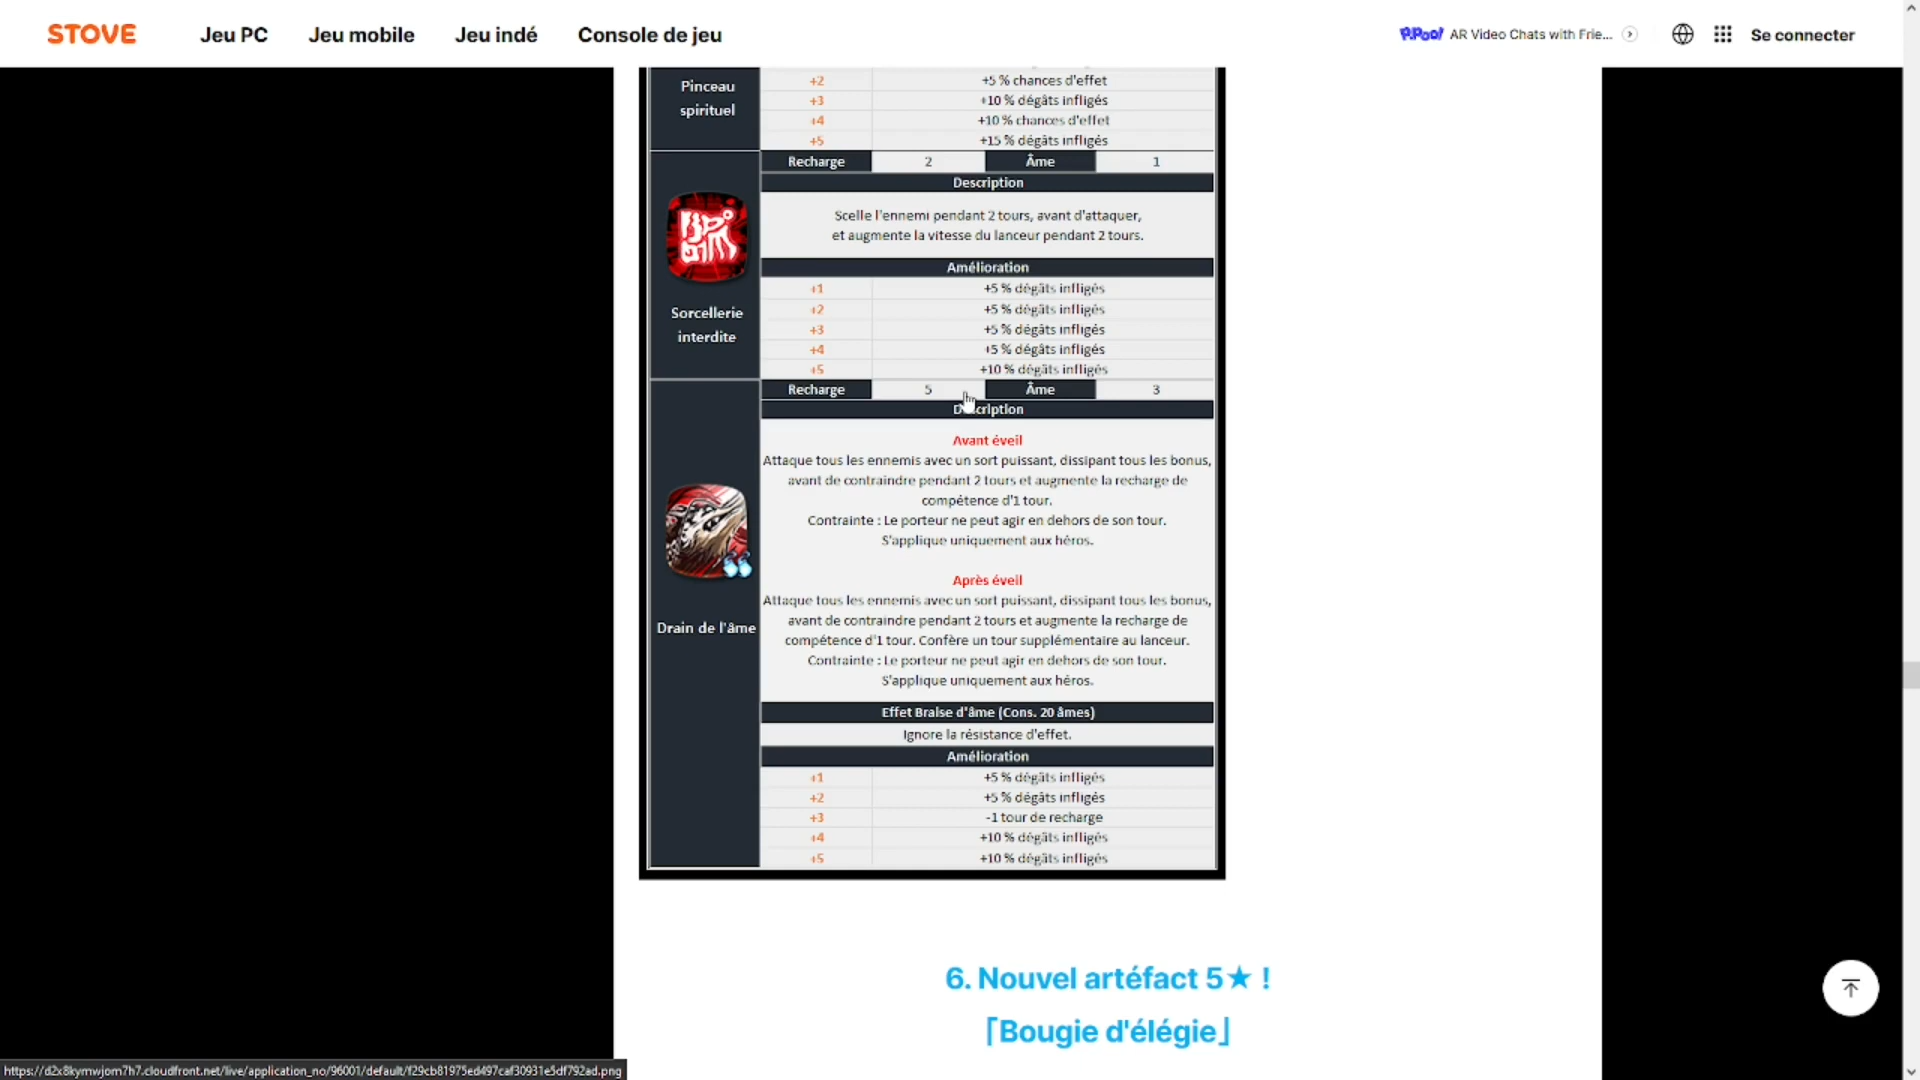 STOVE
Jeu PC
Jeu mobile
Jeu indé
Console de jeu
P.Pool AR Video Chats with Frie...
Se connecter
Pinceau
spirituel
+2 +5 % chances d'effet
+3 +10 % dégâts infligés
+4 +10 % chances d'effet
+5 +15 % dégâts infligés
Recharge 2 Âme 1
Description
Scelle l'ennemi pendant 2 tours, avant d'attaquer,
et augmente la vitesse du lanceur pendant 2 tours.
Amélioration
Sorcellerie
interdite
+1 +5 % dégâts infligés
+2 +5 % dégâts infligés
+3 +5 % dégâts infligés
+4 +5 % dégâts infligés
+5 +10 % dégâts infligés
Recharge 5 Âme 3
Description
Avant éveil
Attaque tous les ennemis avec un sort puissant, dissipant tous les bonus,
avant de contraindre pendant 2 tours et augmente la recharge de
compétence d'1 tour.
Contrainte : Le porteur ne peut agir en dehors de son tour.
S'applique uniquement aux héros.
Après éveil
Attaque tous les ennemis avec un sort puissant, dissipant tous les bonus,
avant de contraindre pendant 2 tours et augmente la recharge de
compétence d'1 tour. Confère un tour supplémentaire au lanceur.
Contrainte : Le porteur ne peut agir en dehors de son tour.
S'applique uniquement aux héros.
Drain de l'âme
Effet Braise d'âme (Cons. 20 âmes)
Ignore la résistance d'effet.
Amélioration
+1 +5 % dégâts infligés
+2 +5 % dégâts infligés
+3 -1 tour de recharge
+4 +10 % dégâts infligés
+5 +10 % dégâts infligés
6. Nouvel artéfact 5★ !
「Bougie d'élégie」
https://d2x8kymwjom7h7.cloudfront.net/live/application_no/96001/default/f29cb81975ed497caf30931e5df792ad.png